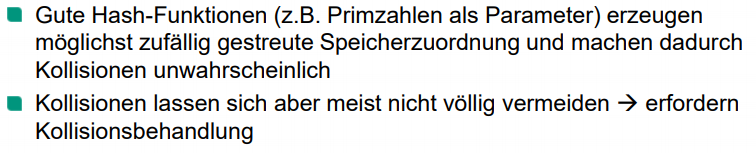 Gute Hash-Funktionen (z.B. Primzahlen als Parameter) erzeugen
möglichst zufällig gestreute Speicherzuordnung und machen dadurch
Kollisionen unwahrscheinlich
Kollisionen lassen sich aber meist nicht völlig vermeiden → erfordern
Kollisionsbehandlung